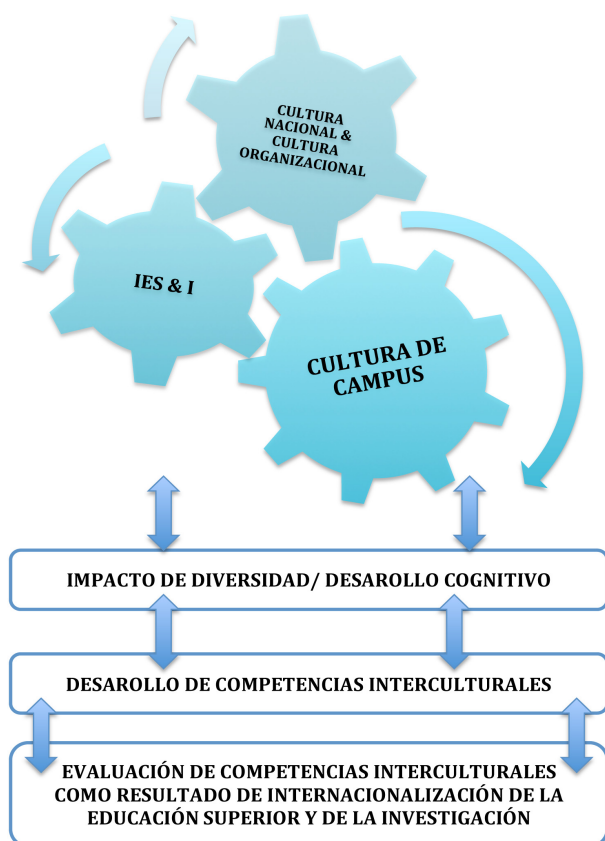 CULTURA
NACIONAL &
CULTURA
ORGANIZACIONAL
IES & I
CULTURA DE
CAMPUS
IMPACTO DE DIVERSIDAD/ DESAROLLO COGNITIVO
DESAROLLO DE COMPETENCIAS INTERCULTURALES
EVALUACIÓN DE COMPETENCIAS INTERCULTURALES
COMO RESULTADO DE INTERNACIONALIZACIÓN DE LA
EDUCACIÓN SUPERIOR Y DE LA INVESTIGACIÓN